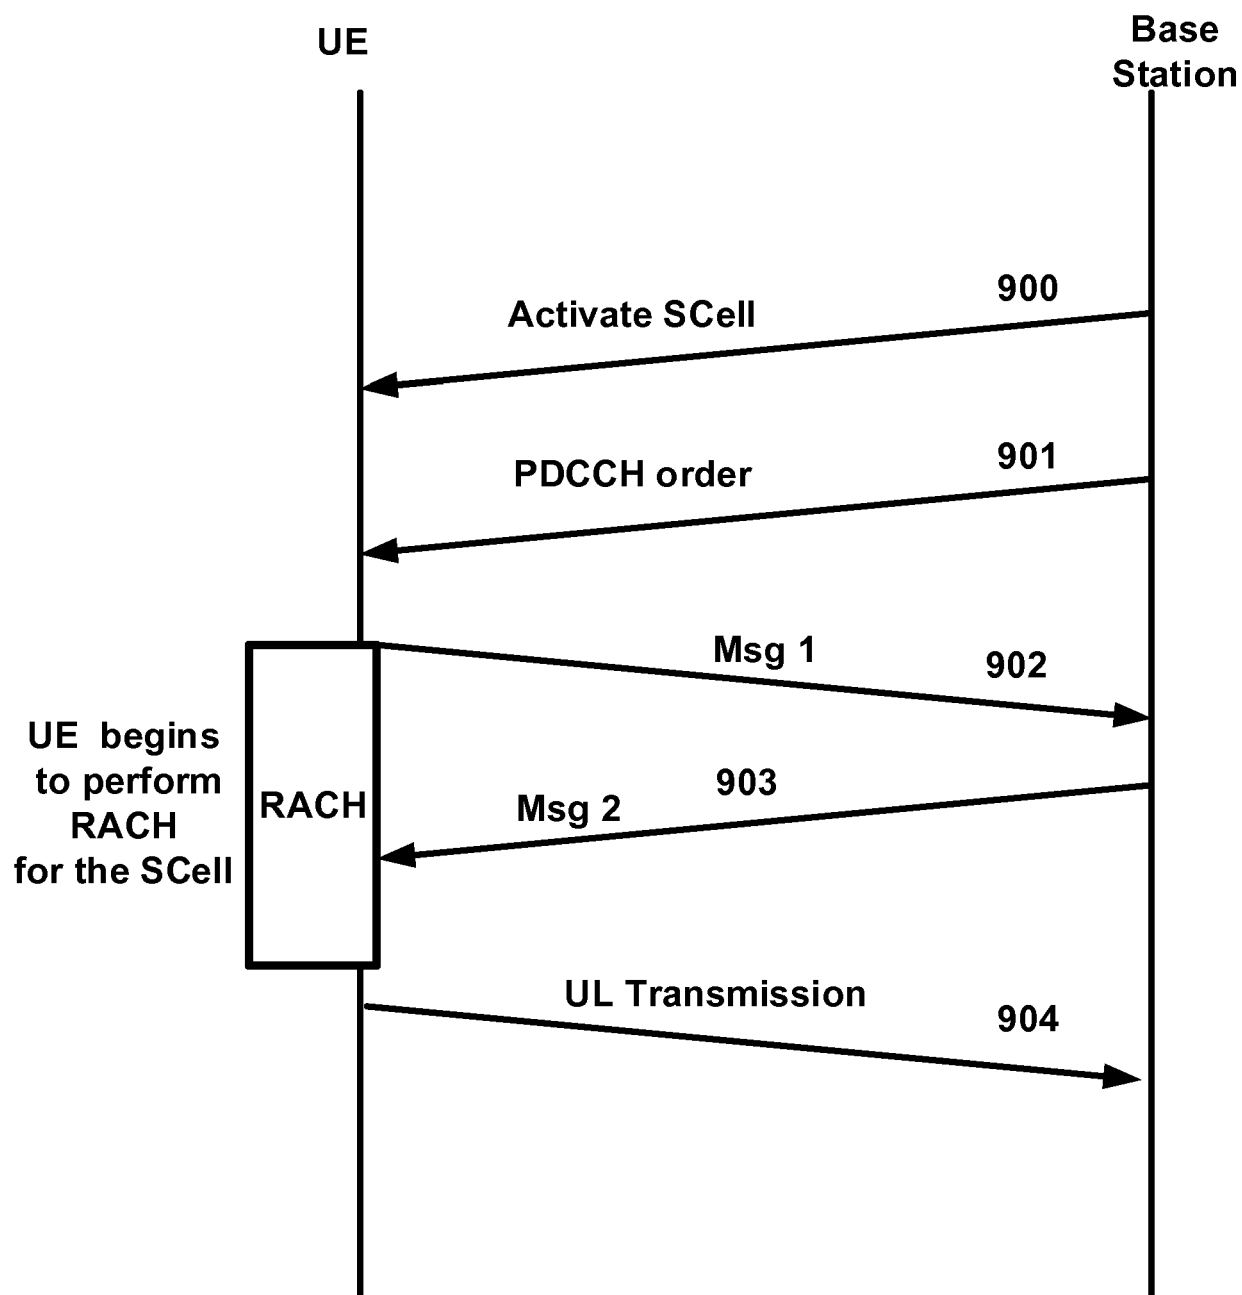 UE
Base
Station
900
Activate SCell
901
PDCCH order
Msg 1
902
UE begins
to perform
RACH
for the SCell
RACH
903
Msg 2
UL Transmission
904